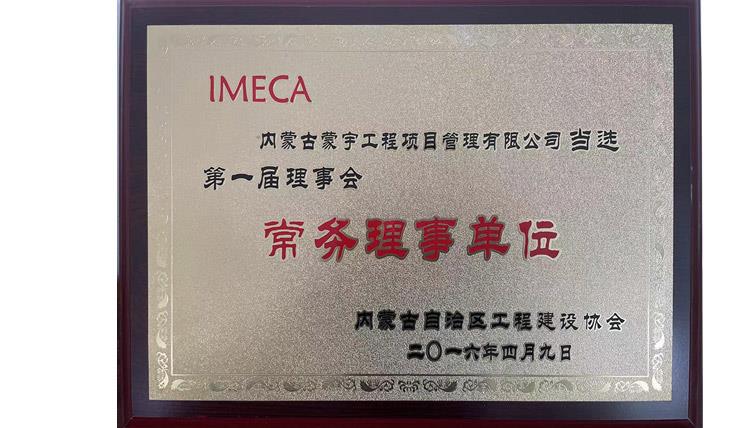 IMECA
内蒙古蒙宇工程项目管理有限公司当选
第一届理事会
常务理事单位
内蒙古自治区工程建设协会
二〇一六年四月九日